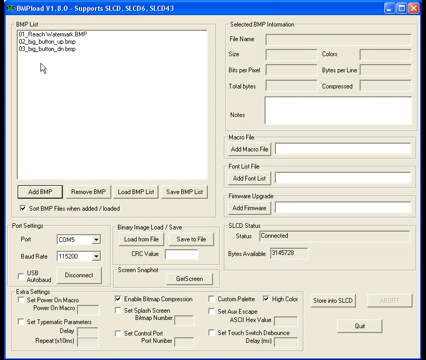 BMPload V1.8.0 - Supports SLCD, SLCD6, SLCD43
BMP List
01_Reach Watermark.BMP
02_big_button_up.bmp
03_big_button_dn.bmp
Add BMP
Remove BMP
Load BMP List
Save BMP List
Sort BMP Files when added / loaded
Selected BMP Information
File Name
Size
Colors
Bits per Pixel
Bytes per Line
Total bytes
Compressed
Notes
Macro File
Add Macro File
Font List File
Add Font List
Firmware Upgrade
Add Firmware
Port Settings
Port
COM5
Baud Rate
115200
USB
Autobaud
Disconnect
Binary Image Load / Save
Load from File
Save to File
CRC Value
Screen Snapshot
GetScreen
SLCD Status
Status
Connected
Bytes Available
3145728
Extra Settings
Set Power On Macro
Power On Macro
Set Typematic Parameters
Delay
Repeat (x10ms)
Enable Bitmap Compression
Set Splash Screen
Bitmap Number
Set Control Port
Port Number
Custom Palette
High Color
Set Aux Escape
ASCII Hex Value
Set Touch Switch Debounce
Delay (ms)
Store into SLCD
ABORT
Quit